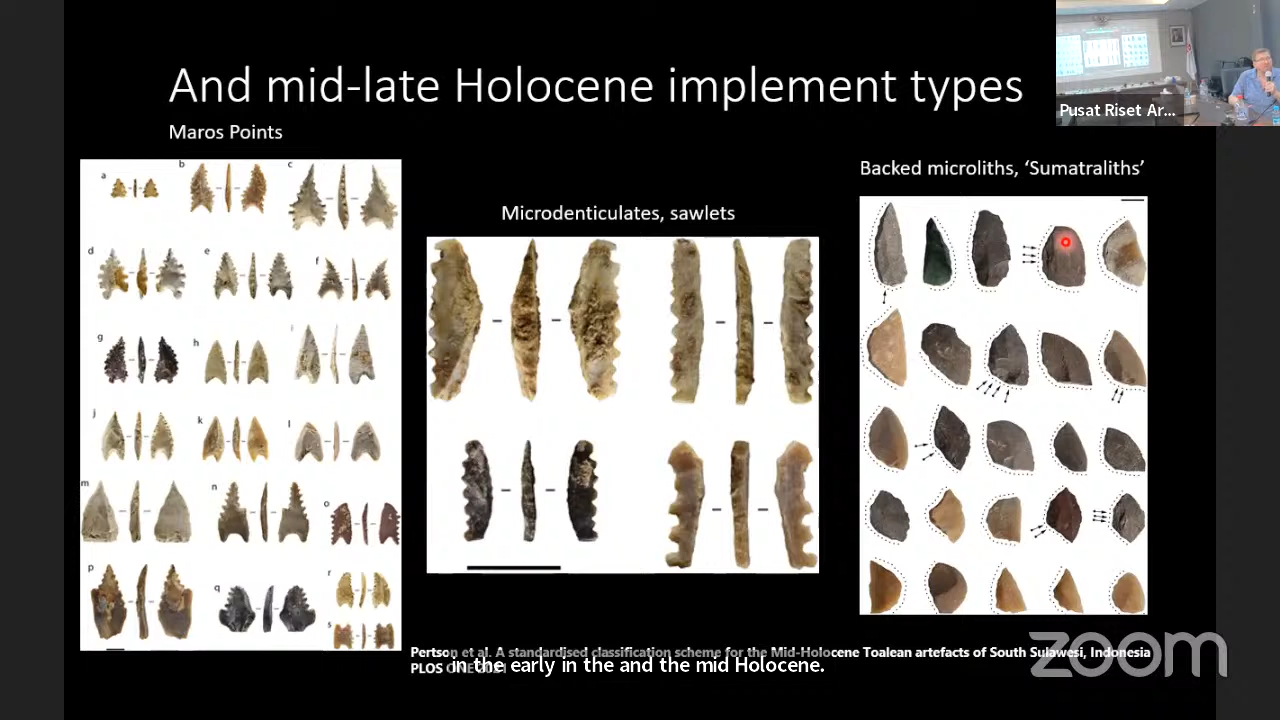 And mid-late Holocene implement types
Pusat Riset Ar...
Maros Points
Backed microliths, ‘Sumatraliths’
Microdenticulates, sawlets
a
b
c
d
e
f
g
h
i
j
k
l
m
n
o
p
q
r
s
Pertson et al. A standardised classification scheme for the Mid-Holocene Toalean artefacts of South Sulawesi, Indonesia
PLOS ONE
in the early in the and the mid Holocene.
zoom